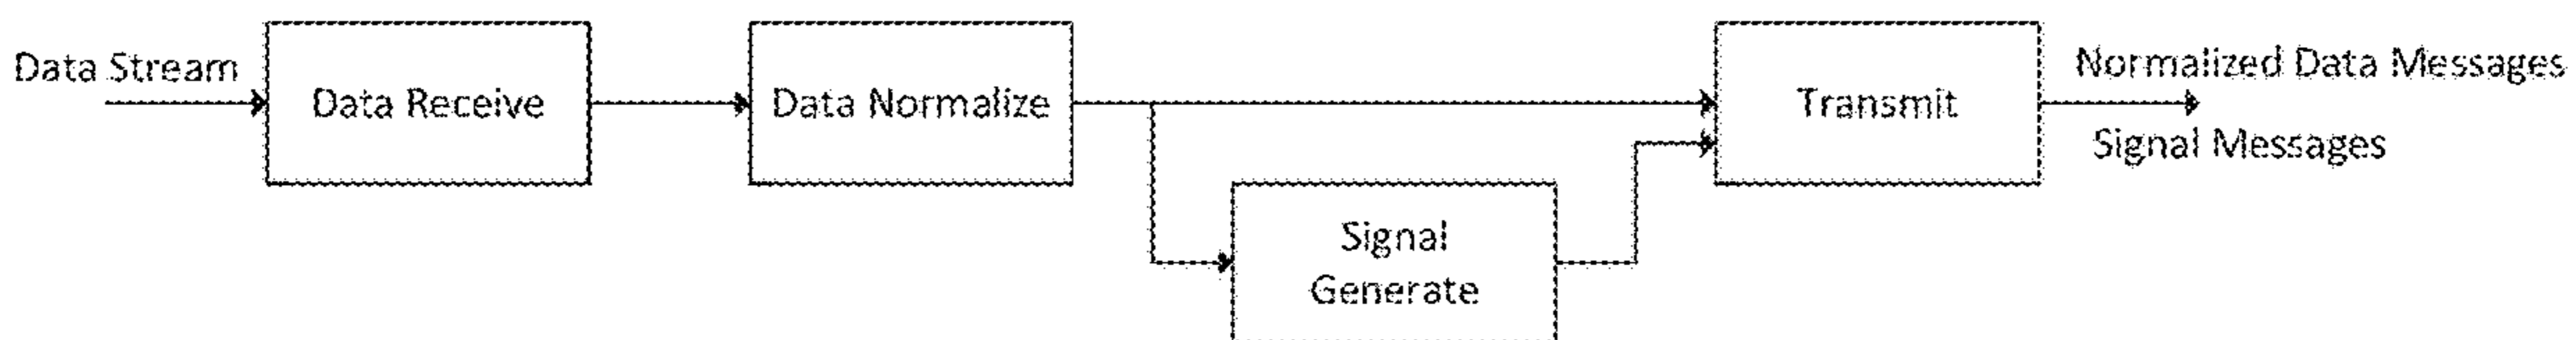 Data Stream
Data Receive
Data Normalize
Transmit
Normalized Data Messages
Signal Messages
Signal
Generate